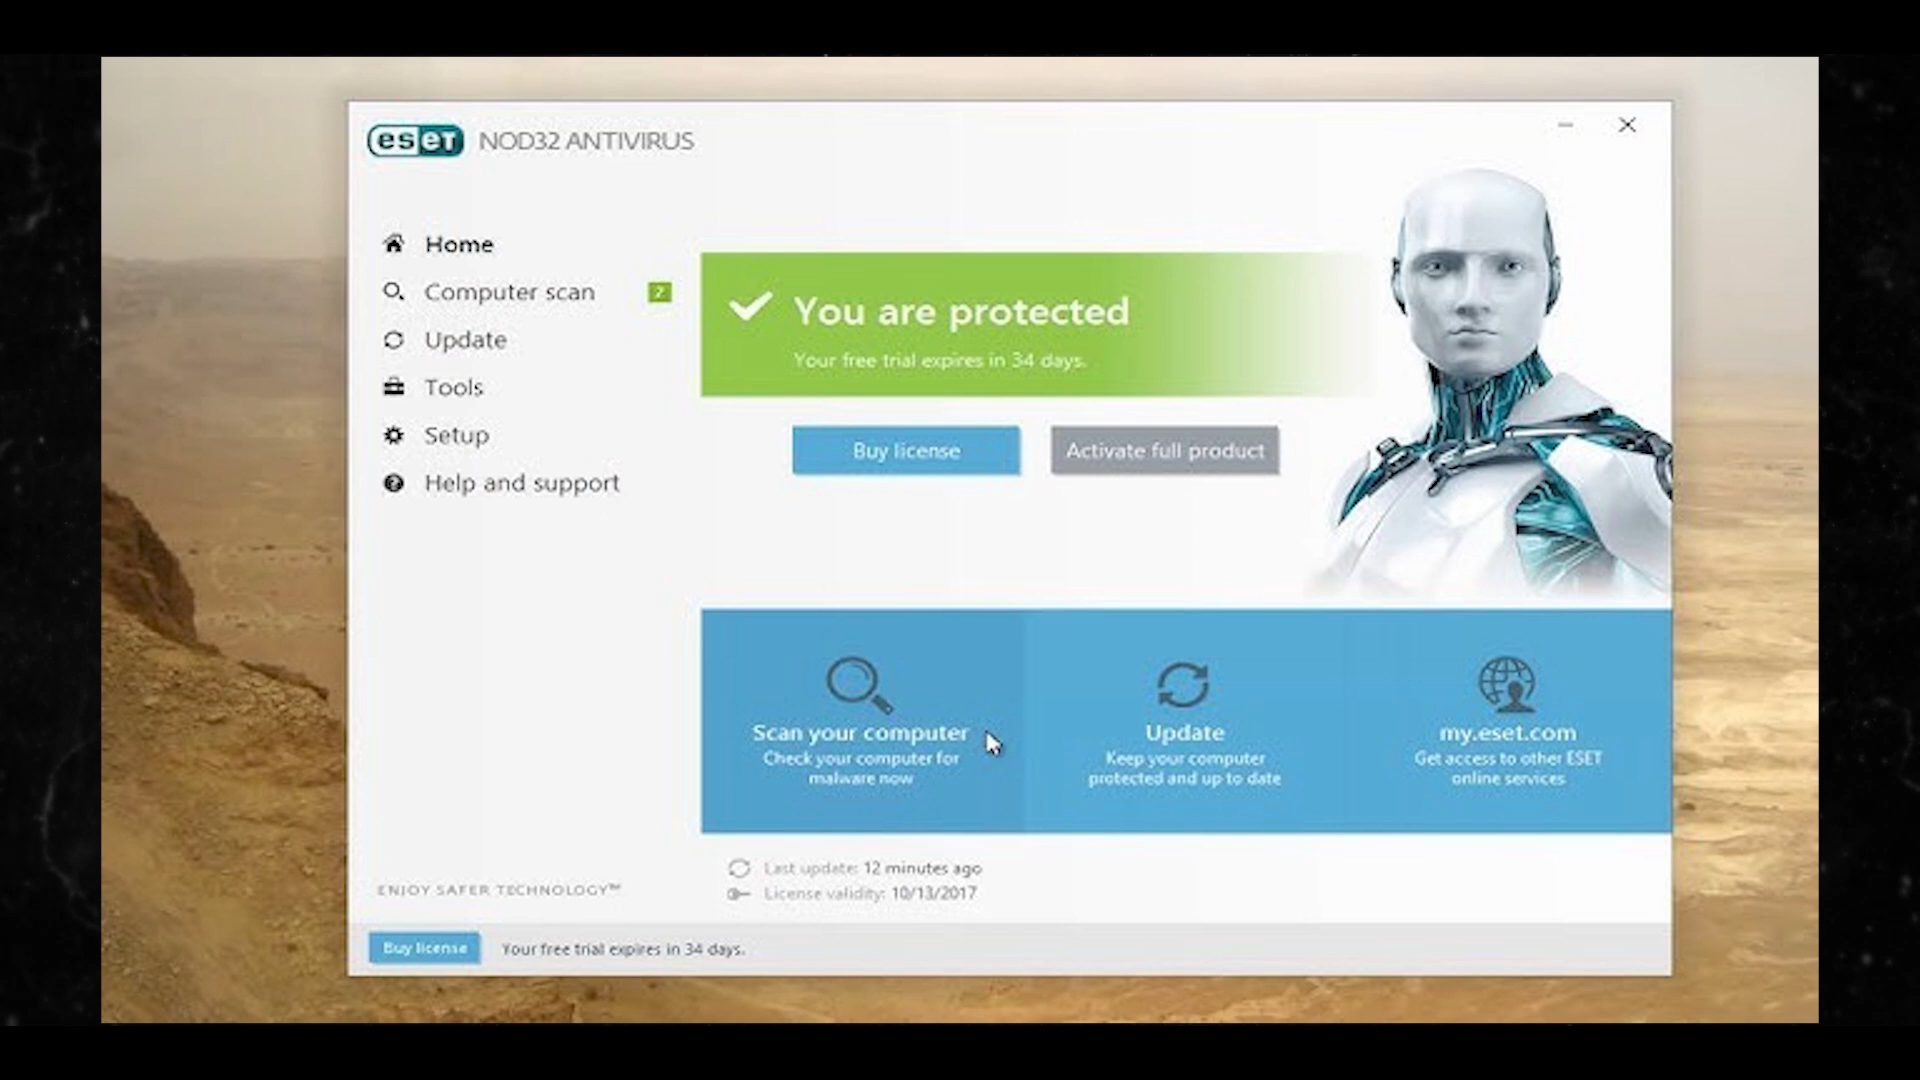 eset NOD32 ANTIVIRUS
Home
Computer scan 2
Update
Tools
Setup
Help and support
You are protected
Your free trial expires in 34 days.
Buy license Activate full product
Scan your computer
Check your computer for
malware now
Update
Keep your computer
protected and up to date
my.eset.com
Get access to other ESET
online services
Last update: 12 minutes ago
License validity: 10/13/2017
ENJOY SAFER TECHNOLOGY™
Buy license Your free trial expires in 34 days.